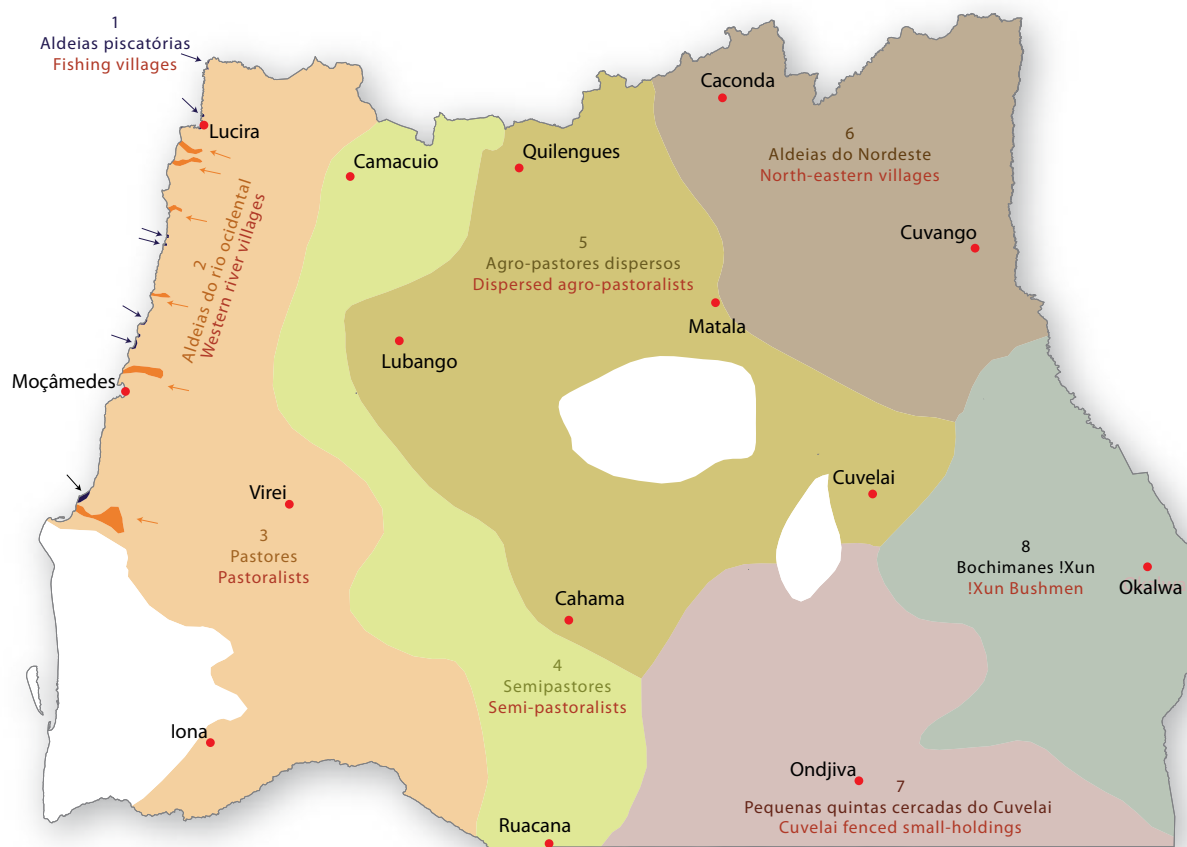 1
Aldeias piscatórias
Fishing villages
Lucira
Camacuio
Quilengues
Caconda
6
Aldeias do Nordeste
North-eastern villages
Cuvango
2
Aldeias do rio ocidental
Western river villages
5
Agro-pastores dispersos
Dispersed agro-pastoralists
Matala
Lubango
Moçâmedes
Virei
3
Pastores
Pastoralists
Cuvelai
8
Bochimanes !Xun
!Xun Bushmen
Okalwa
Cahama
4
Semipastores
Semi-pastoralists
Iona
Ondjiva
7
Pequenas quintas cercadas do Cuvelai
Cuvelai fenced small-holdings
Ruacana